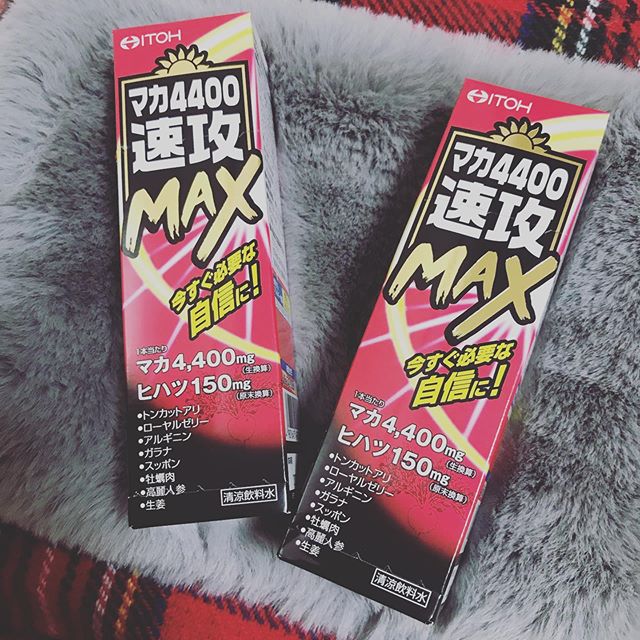 ITOH
マカ4400
速攻
MAX
今すぐ必要な
自信に!
1本当たり
マカ4,400mg
(生換算)
ヒハツ150mg
(原末換算)
•トンカットアリ
•ローヤルゼリー
•アルギニン
•ガラナ
•スッポン
•牡蠣肉
•高麗人参
•生姜
清涼飲料水
ITOH
マカ4400
速攻
MAX
今すぐ必要な
自信に!
1本当たり
マカ4,400mg
(生換算)
ヒハツ150mg
(原末換算)
•トンカットアリ
•ローヤルゼリー
•アルギニン
•ガラナ
•スッポン
•牡蠣肉
•高麗人参
•生姜
清涼飲料水